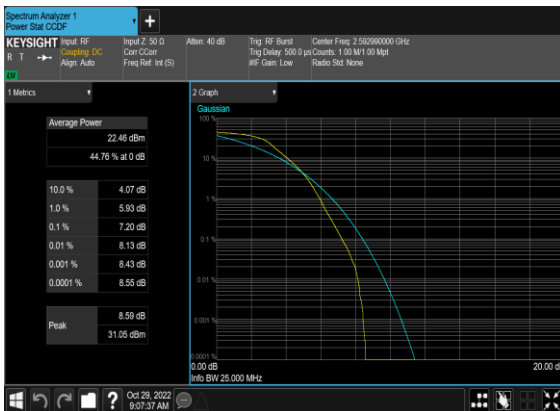 Spectrum Analyzer 1
Power Stat CCDF
KEYSIGHT Input: RF Input Z: 50 Ω Atten: 40 dB Trig: RF Burst Center Freq: 2.592990000 GHz
R T Coupling: DC Corr CCorr Trig Delay: 500.0 µs Counts: 1.00 M/1.00 Mpt
Align: Auto Freq Ref: Int (S) #IF Gain: Low Radio Std: None
LV
1 Metrics
Average Power
22.46 dBm
44.76 % at 0 dB
10.0 % 4.07 dB
1.0 % 5.93 dB
0.1 % 7.20 dB
0.01 % 8.13 dB
0.001 % 8.43 dB
0.0001 % 8.55 dB
Peak 8.59 dB
31.05 dBm
2 Graph
Gaussian
100 %
10 %
1 %
0.1 %
0.01 %
0.001 %
0.0001 %
0.00 dB 20.00 d
Info BW 25.000 MHz
? Oct 29, 2022
9:07:37 AM